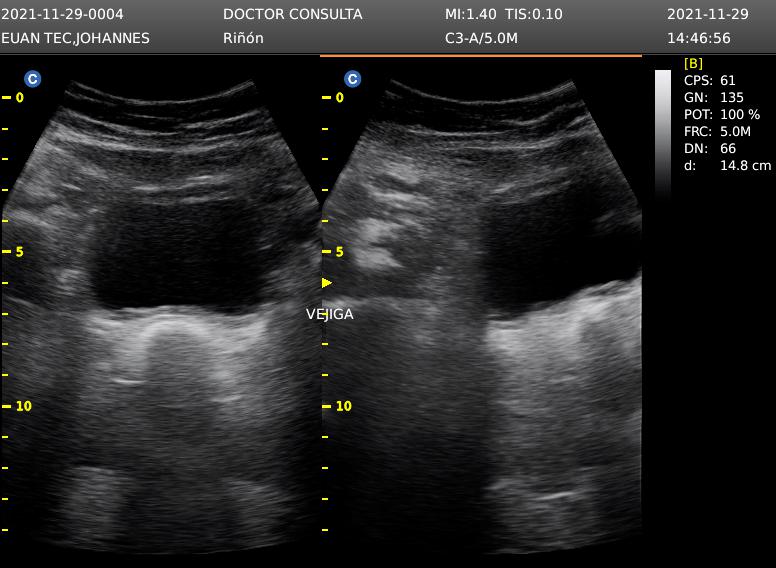 2021-11-29-0004 DOCTOR CONSULTA MI:1.40 TIS:0.10 2021-11-29
EUAN TEC,JOHANNES Riñón C3-A/5.0M 14:46:56
[B]
C C CPS: 61
0 0 GN: 135
POT: 100 %
FRC: 5.0M
DN: 66
d: 14.8 cm
5 5
VEJIGA
10 10